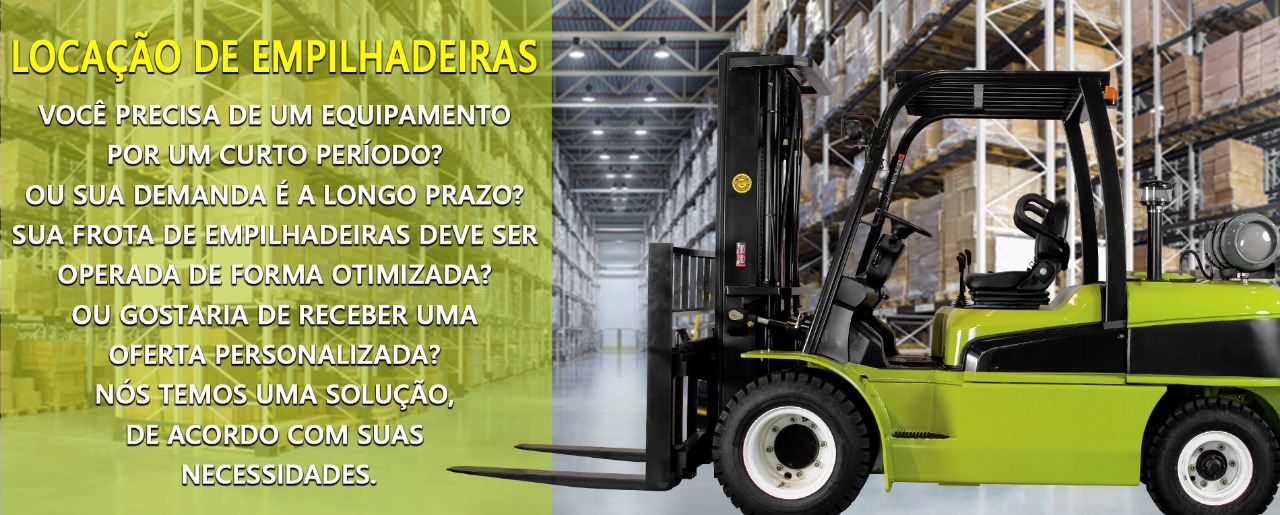 LOCAÇÃO DE EMPILHADEIRAS
VOCÊ PRECISA DE UM EQUIPAMENTO
POR UM CURTO PERÍODO?
OU SUA DEMANDA É A LONGO PRAZO?
SUA FROTA DE EMPILHADEIRAS DEVE SER
OPERADA DE FORMA OTIMIZADA?
OU GOSTARIA DE RECEBER UMA
OFERTA PERSONALIZADA?
NÓS TEMOS UMA SOLUÇÃO,
DE ACORDO COM SUAS
NECESSIDADES.